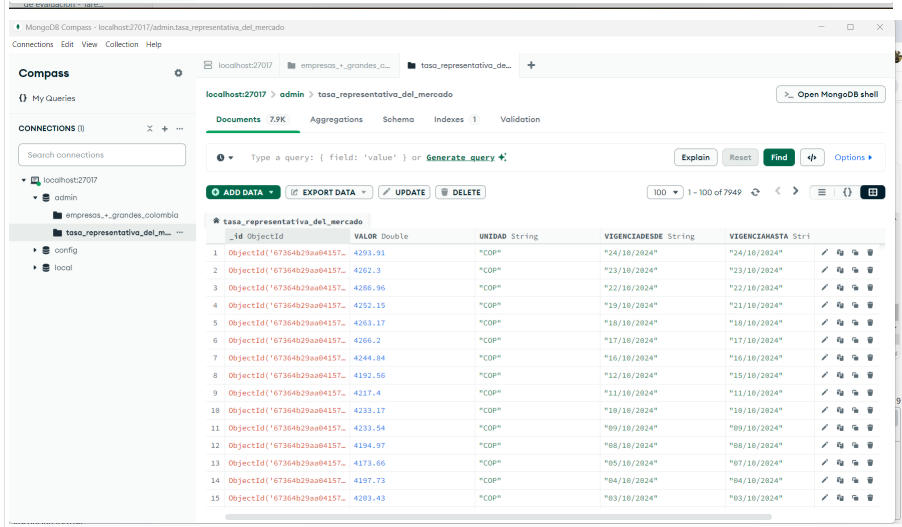 de evaluación - Tare...
MongoDB Compass - localhost:27017/admin.tasa_representativa_del_mercado
Connections Edit View Collection Help
Compass
{} My Queries
CONNECTIONS (1)
Search connections
localhost:27017
admin
empresas_+_grandes_colombia
tasa_representativa_del_m...
config
local
localhost:27017
empresas_+_grandes_c...
tasa_representativa_de...
localhost:27017 > admin > tasa_representativa_del_mercado
>_ Open MongoDB shell
Documents 7.9K Aggregations Schema Indexes 1 Validation
Type a query: { field: 'value' } or Generate query
Explain Reset Find </> Options
ADD DATA EXPORT DATA UPDATE DELETE
100 1 - 100 of 7949
tasa_representativa_del_mercado
_id ObjectId VALOR Double UNIDAD String VIGENCIADESDE String VIGENCIAHASTA Stri
1 ObjectId('67364b29aa04157… 4293.91 "COP" "24/10/2024" "24/10/2024"
2 ObjectId('67364b29aa04157… 4262.3 "COP" "23/10/2024" "23/10/2024"
3 ObjectId('67364b29aa04157… 4286.96 "COP" "22/10/2024" "22/10/2024"
4 ObjectId('67364b29aa04157… 4252.15 "COP" "19/10/2024" "21/10/2024"
5 ObjectId('67364b29aa04157… 4263.17 "COP" "18/10/2024" "18/10/2024"
6 ObjectId('67364b29aa04157… 4266.2 "COP" "17/10/2024" "17/10/2024"
7 ObjectId('67364b29aa04157… 4244.84 "COP" "16/10/2024" "16/10/2024"
8 ObjectId('67364b29aa04157… 4192.56 "COP" "12/10/2024" "15/10/2024"
9 ObjectId('67364b29aa04157… 4217.4 "COP" "11/10/2024" "11/10/2024"
10 ObjectId('67364b29aa04157… 4233.17 "COP" "10/10/2024" "10/10/2024"
11 ObjectId('67364b29aa04157… 4233.54 "COP" "09/10/2024" "09/10/2024"
12 ObjectId('67364b29aa04157… 4194.97 "COP" "08/10/2024" "08/10/2024"
13 ObjectId('67364b29aa04157… 4173.66 "COP" "05/10/2024" "07/10/2024"
14 ObjectId('67364b29aa04157… 4197.73 "COP" "04/10/2024" "04/10/2024"
15 ObjectId('67364b29aa04157… 4203.43 "COP" "03/10/2024" "03/10/2024"